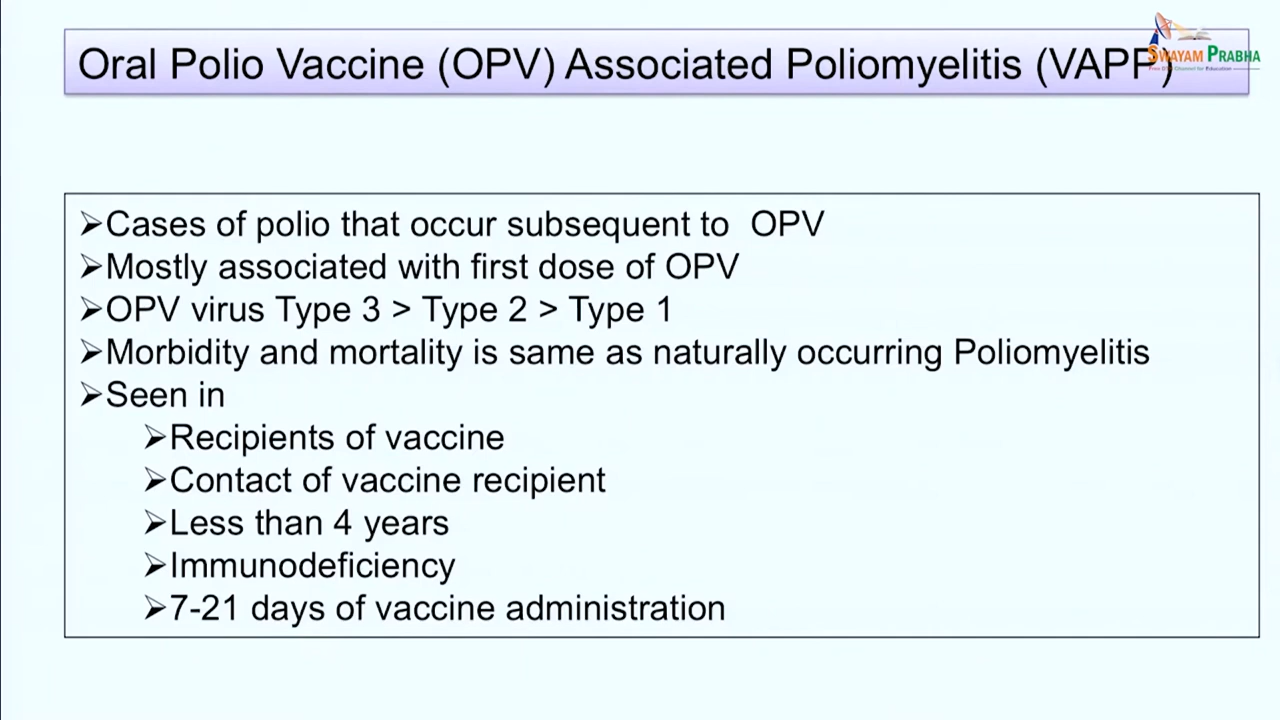 Oral Polio Vaccine (OPV) Associated Poliomyelitis (VAPP)
SWAYAM PRABHA
➢Cases of polio that occur subsequent to OPV
➢Mostly associated with first dose of OPV
➢OPV virus Type 3 > Type 2 > Type 1
➢Morbidity and mortality is same as naturally occurring Poliomyelitis
➢Seen in
➢Recipients of vaccine
➢Contact of vaccine recipient
➢Less than 4 years
➢Immunodeficiency
➢7-21 days of vaccine administration